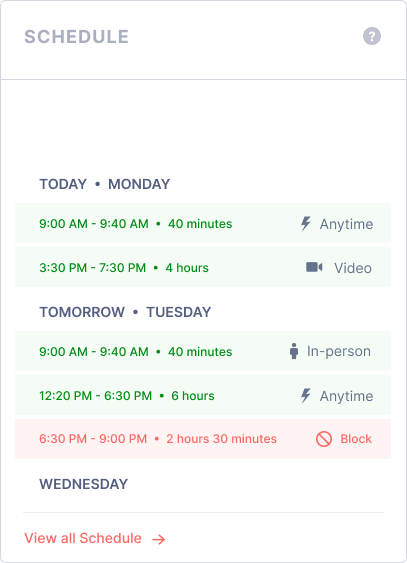 SCHEDULE ?
TODAY • MONDAY
9:00 AM - 9:40 AM • 40 minutes Anytime
3:30 PM - 7:30 PM • 4 hours Video
TOMORROW • TUESDAY
9:00 AM - 9:40 AM • 40 minutes In-person
12:20 PM - 6:30 PM • 6 hours Anytime
6:30 PM - 9:00 PM • 2 hours 30 minutes Block
WEDNESDAY
View all Schedule →